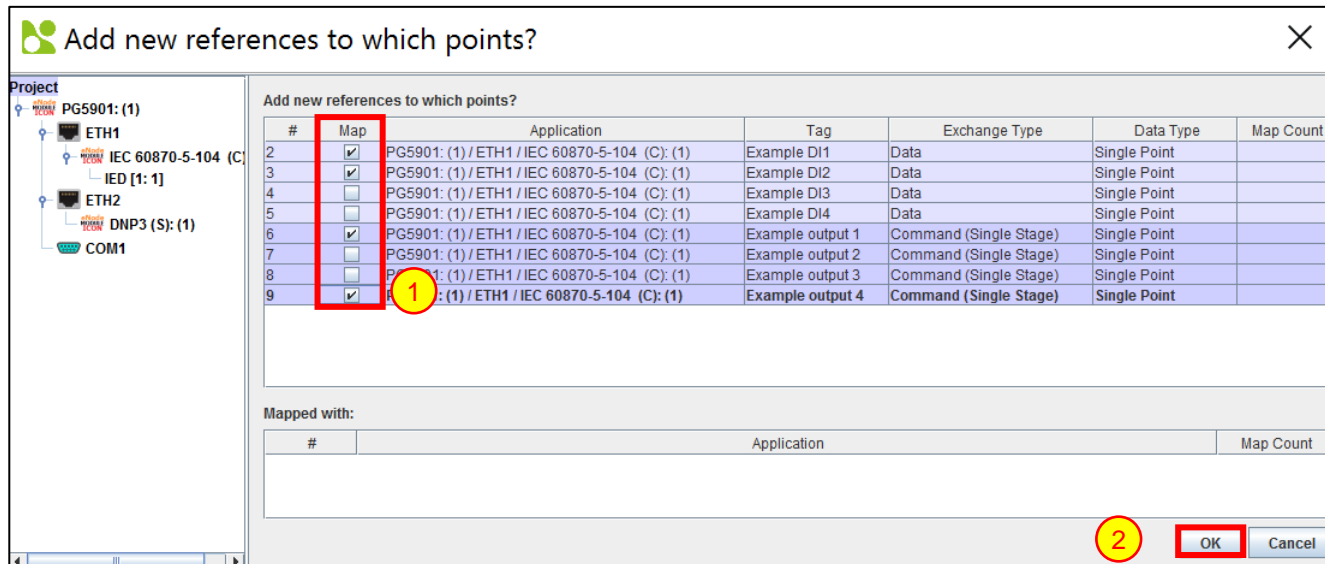 Add new references to which points?
Project
PG5901: (1)
ETH1
IEC 60870-5-104 (C)
IED [1: 1]
ETH2
DNP3 (S): (1)
COM1
Add new references to which points?
# Map Application Tag Exchange Type Data Type Map Count
2 PG5901: (1) / ETH1 / IEC 60870-5-104 (C): (1) Example DI1 Data Single Point
3 PG5901: (1) / ETH1 / IEC 60870-5-104 (C): (1) Example DI2 Data Single Point
4 PG5901: (1) / ETH1 / IEC 60870-5-104 (C): (1) Example DI3 Data Single Point
5 PG5901: (1) / ETH1 / IEC 60870-5-104 (C): (1) Example DI4 Data Single Point
6 PG5901: (1) / ETH1 / IEC 60870-5-104 (C): (1) Example output 1 Command (Single Stage) Single Point
7 PG5901: (1) / ETH1 / IEC 60870-5-104 (C): (1) Example output 2 Command (Single Stage) Single Point
8 : (1) / ETH1 / IEC 60870-5-104 (C): (1) Example output 3 Command (Single Stage) Single Point
9 : (1) / ETH1 / IEC 60870-5-104 (C): (1) Example output 4 Command (Single Stage) Single Point
1
Mapped with:
# Application Map Count
2
OK Cancel